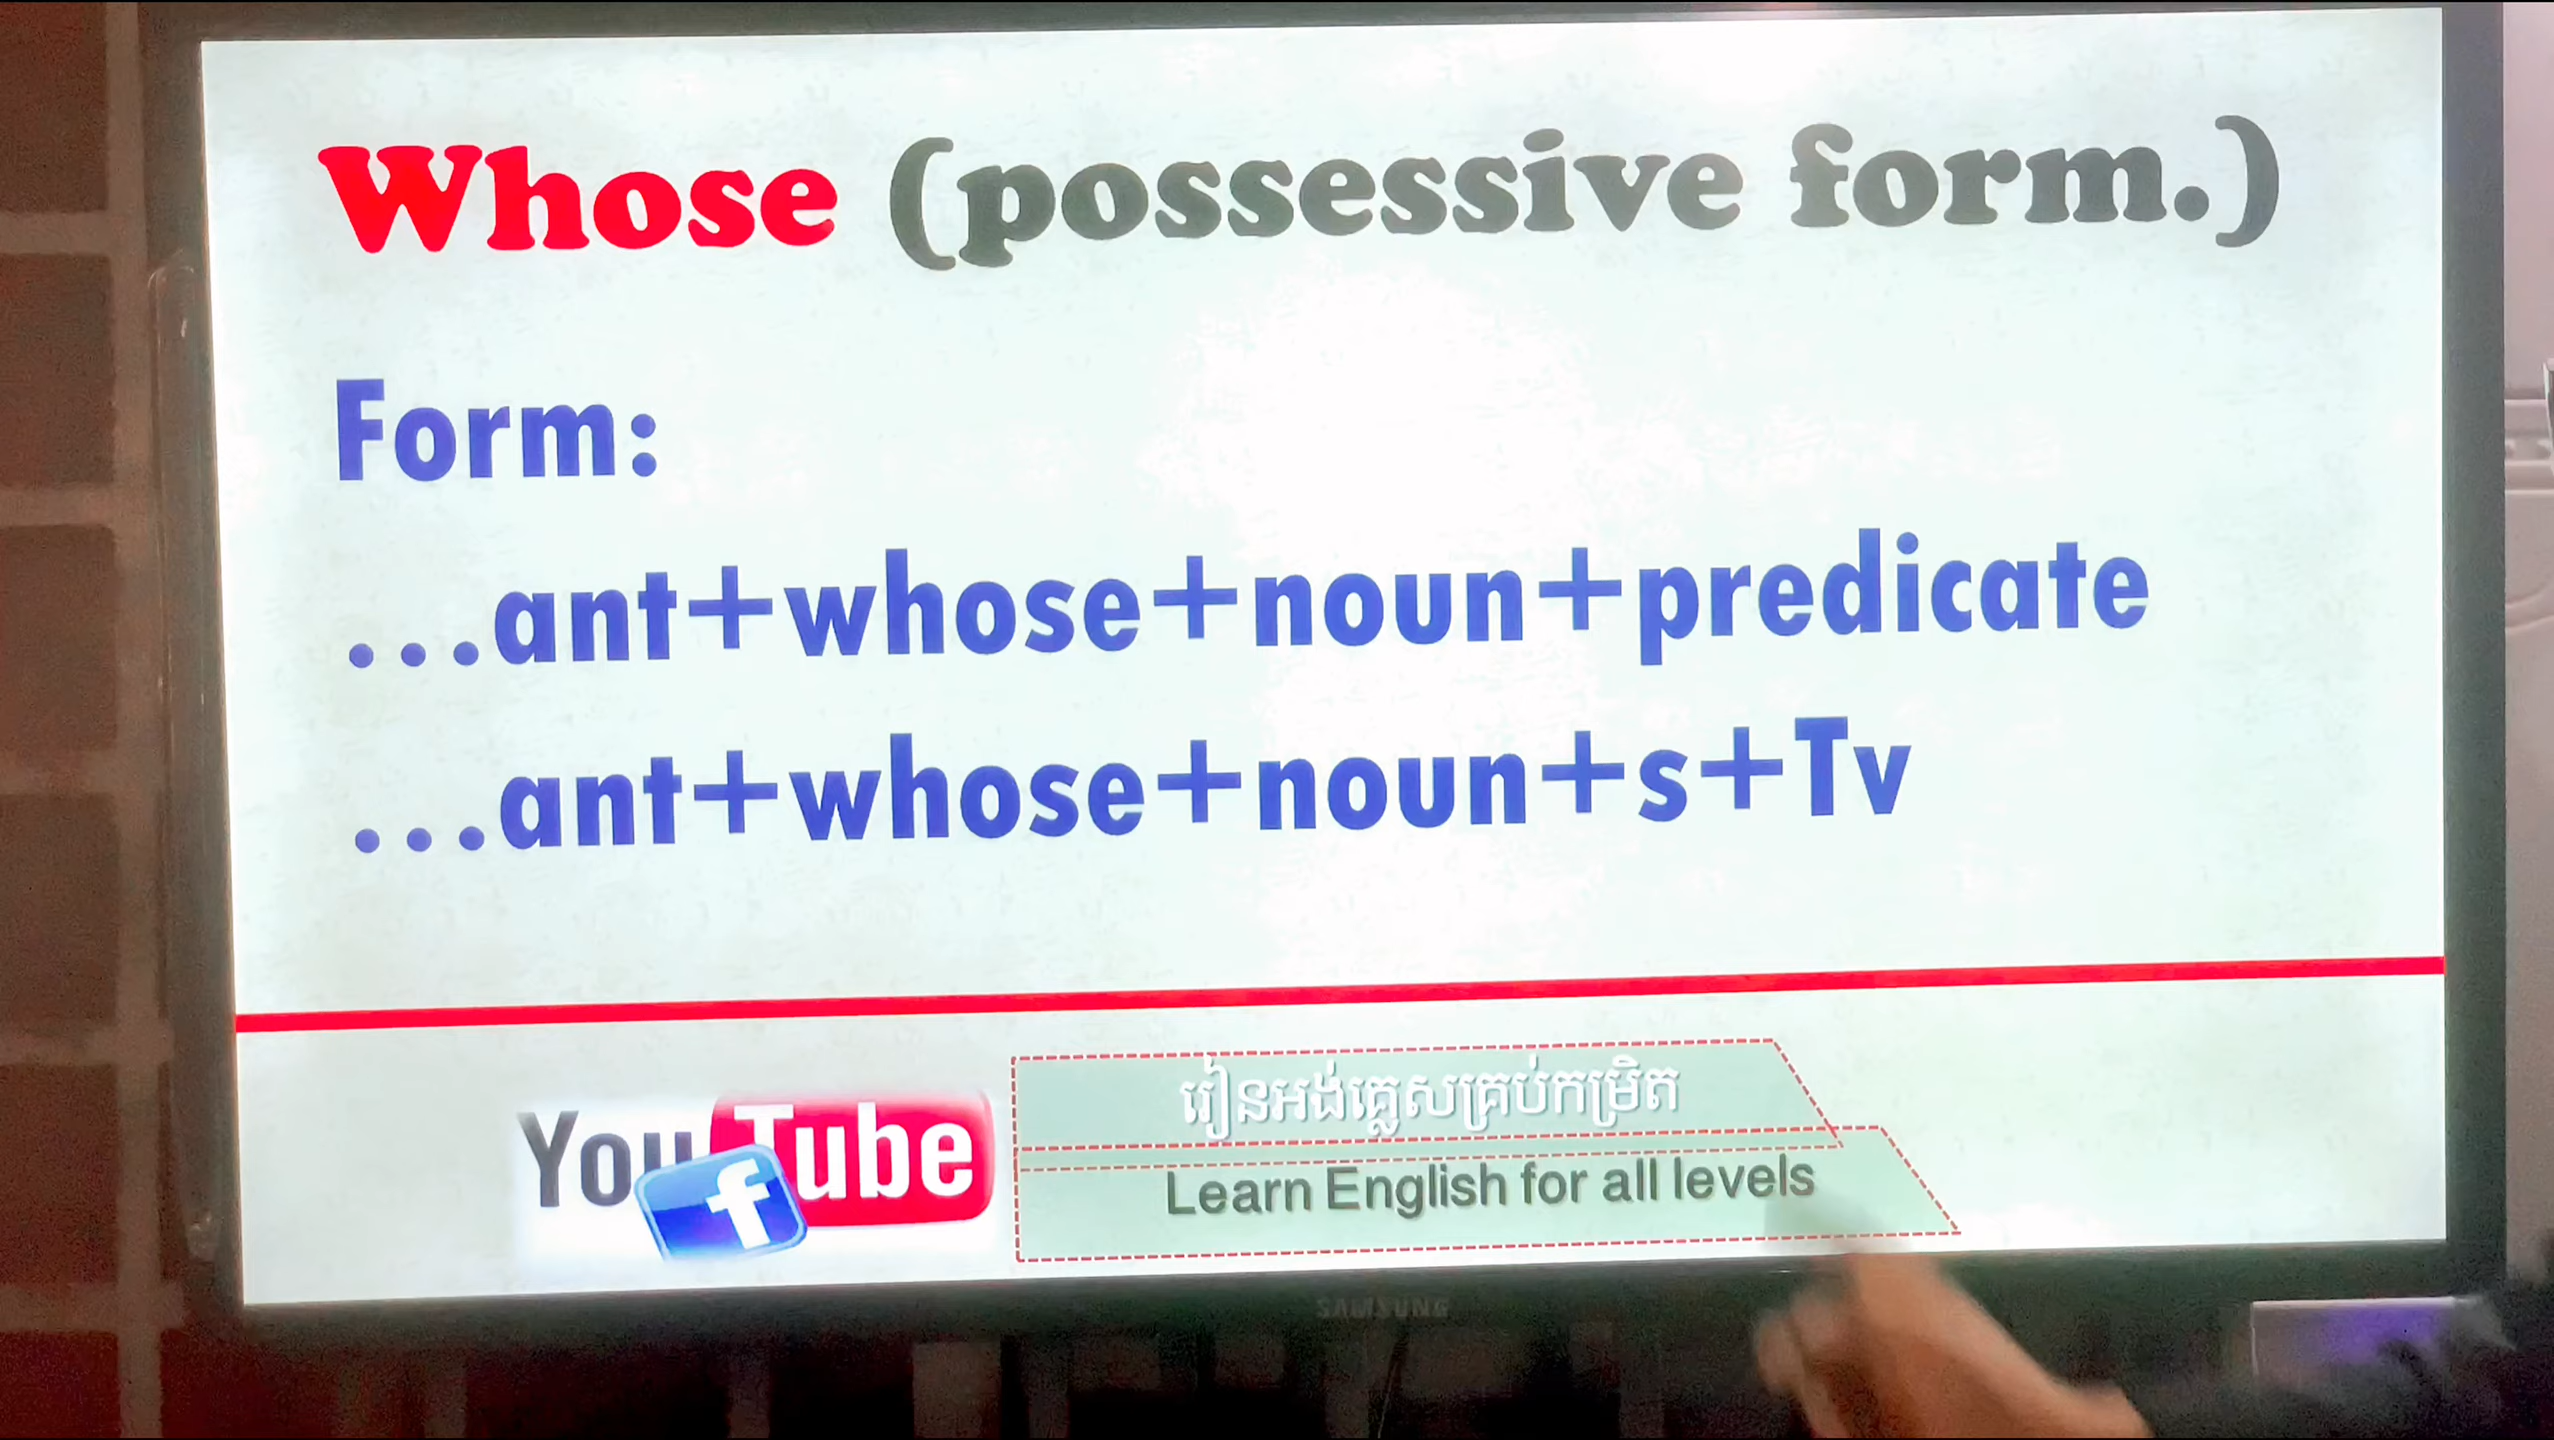 Whose (possessive form.)
Form:
...ant+whose+noun+predicate
...ant+whose+noun+s+Tv
YouTube
f
រៀនអង់គ្លេសគ្រប់កម្រិត
Learn English for all levels
SAMSUNG